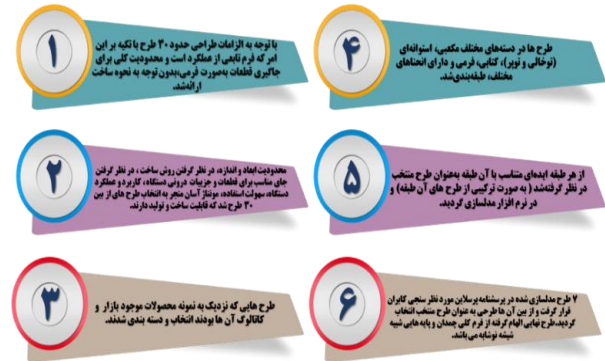 ۱
با توجه به الزامات طراحی حدود ۳۰ طرح با تکیه بر این
امر که فرم تابعی از عملکرد است و محدودیت کلی برای
جاگیری قطعات به‌صورت فرمی،بدون توجه به نحوه ساخت
ارائه‌شد.
۲
محدودیت ابعاد و اندازه، در نظر گرفتن روش ساخت ، در نظر گرفتن
جای مناسب برای قطعات و جزییات درونی دستگاه، کاربرد و عملکرد
دستگاه، سهولت استفاده، مونتاژ آسان منجر به انتخاب طرح های از بین
۳۰ طرح شد که قابلیت ساخت و تولید دارند.
۳
طرح هایی که نزدیک به نمونه محصولات موجود بازار و
کاتالوگ آن ها بودند انتخاب و دسته بندی شدند.
۴
طرح ها در دسته‌های مختلف مکعبی، استوانه‌ای
(توخالی و توپر)، کتابی، فرمی و دارای انحناهای
مختلف، طبقه‌بندی‌شد.
۵
از هر طبقه ایده‌ای متناسب با آن طبقه به‌عنوان طرح منتخب
در نظر گرفته‌شد ( به صورت ترکیبی از طرح های آن طبقه) و
در نرم افزار مدلسازی گردید.
۶
۷ طرح مدلسازی شده در پرسشنامه پرسلاین مورد نظر سنجی کابران
قرار گرفت و از بین آن ها طرحی به عنوان طرح منتخب انتخاب
گردید،طرح نهایی الهام گرفته از فرم کلی چمدان و پایه هایی شبیه
شیشه نوشابه می باشد.